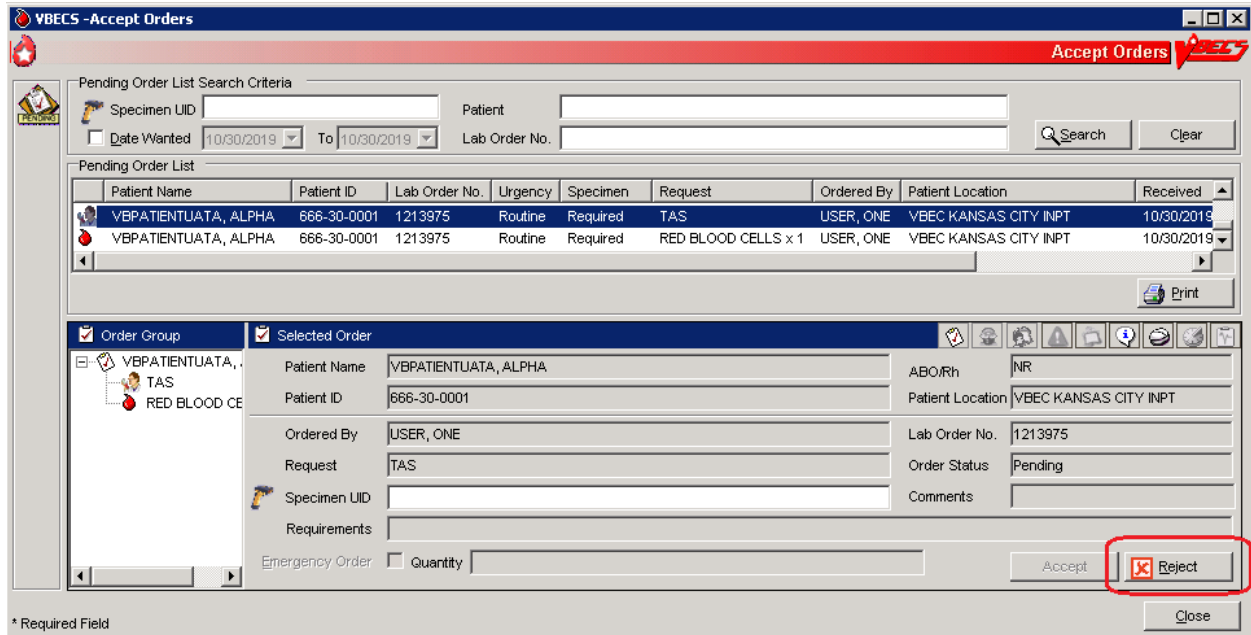 VBECS -Accept Orders
Accept Orders VBECS
PENDING
Pending Order List Search Criteria
Specimen UID Patient
Date Wanted 10/30/2019 To 10/30/2019 Lab Order No. Search Clear
Pending Order List
Patient Name Patient ID Lab Order No. Urgency Specimen Request Ordered By Patient Location Received
VBPATIENTUATA, ALPHA 666-30-0001 1213975 Routine Required TAS USER, ONE VBEC KANSAS CITY INPT 10/30/2019
VBPATIENTUATA, ALPHA 666-30-0001 1213975 Routine Required RED BLOOD CELLS x 1 USER, ONE VBEC KANSAS CITY INPT 10/30/2019
Print
Order Group Selected Order
VBPATIENTUATA, Patient Name VBPATIENTUATA, ALPHA ABO/Rh NR
TAS
RED BLOOD CE Patient ID 666-30-0001 Patient Location VBEC KANSAS CITY INPT
Ordered By USER, ONE Lab Order No. 1213975
Request TAS Order Status Pending
Specimen UID Comments
Requirements
Emergency Order Quantity Accept Reject
* Required Field Close